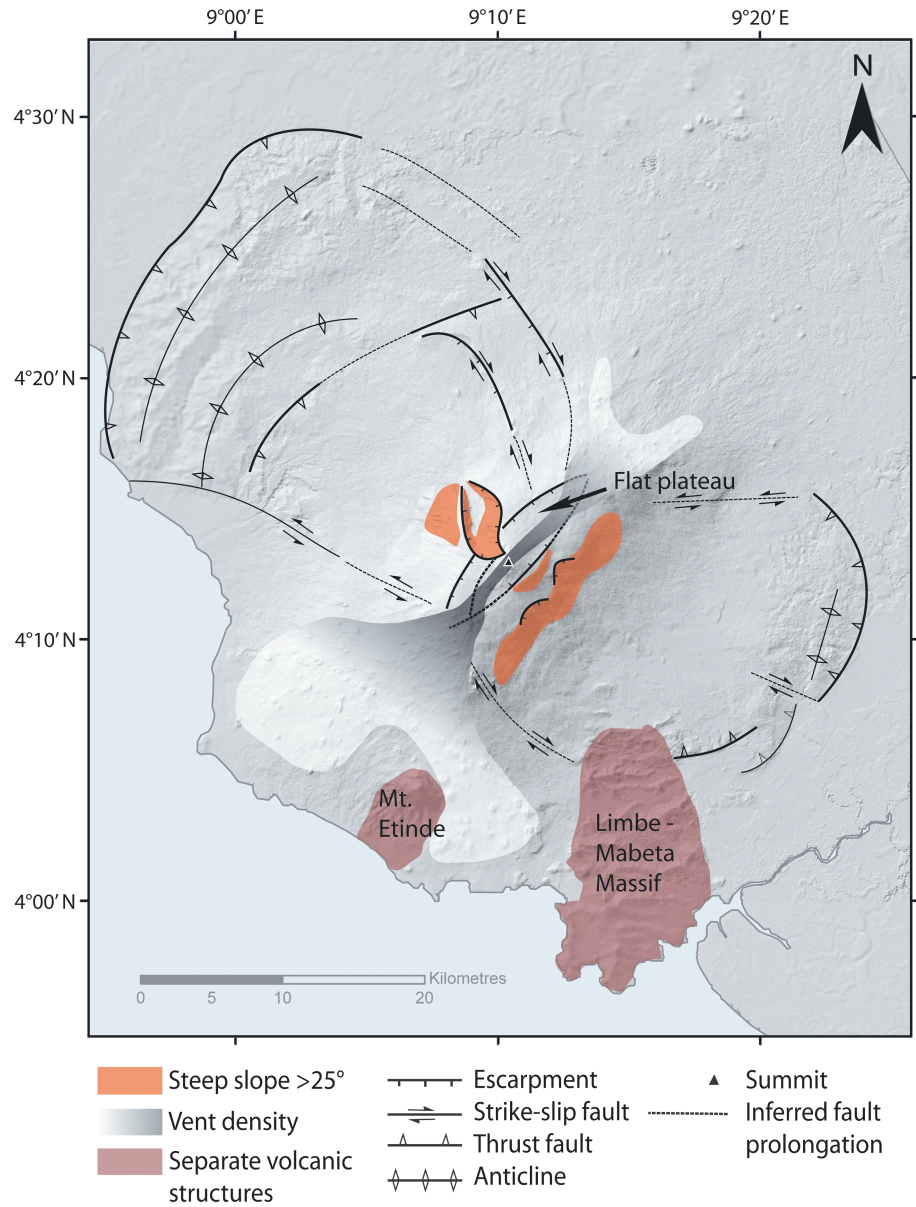 9°00′ E
9°10′ E
9°20′ E
N
4°30′ N
4°20′ N
Flat plateau
4°10′ N
Mt.
Etinde
Limbe -
Mabeta
Massif
4°00′ N
Kilometres
0 5 10 20
Steep slope >25°
Vent density
Separate volcanic
structures
Escarpment
Strike-slip fault
Thrust fault
Anticline
Summit
Inferred fault
prolongation